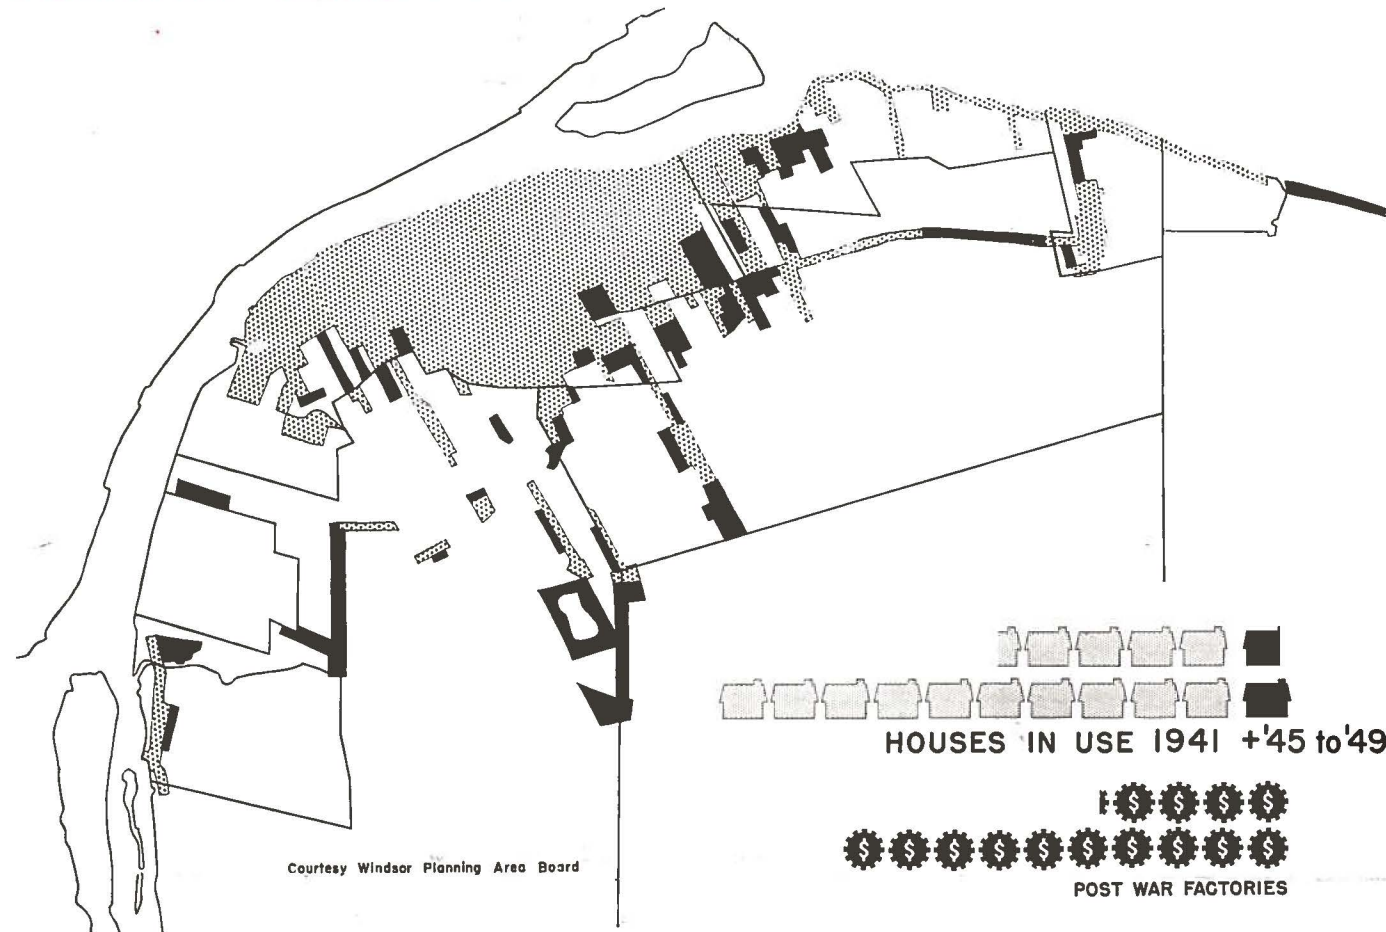 HOUSES IN USE 1941 +'45 to '49
$ $ $ $
$ $ $ $ $ $ $ $ $ $
Courtesy Windsor Planning Area Board
POST WAR FACTORIES